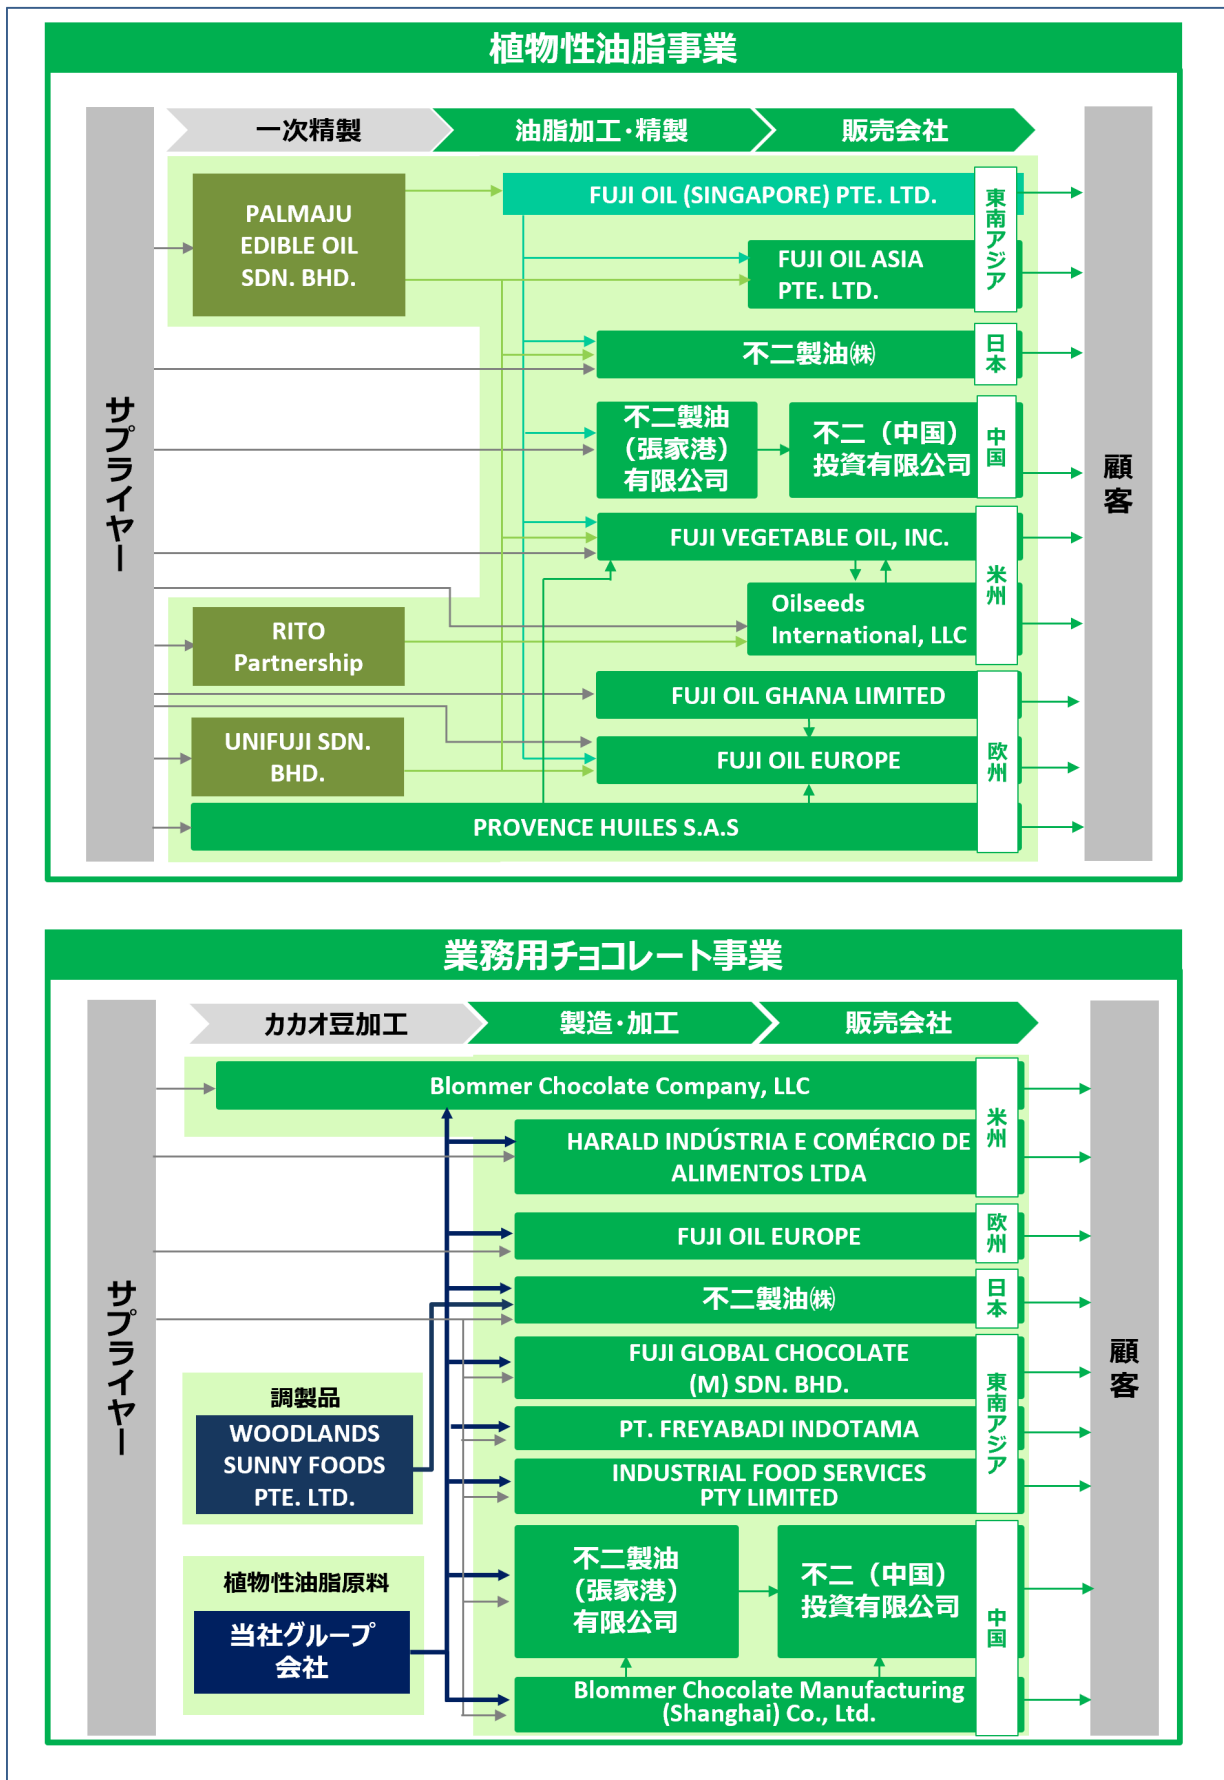 植物性油脂事業
一次精製
油脂加工・精製
販売会社
サプライヤー
PALMAJU
EDIBLE OIL
SDN. BHD.
FUJI OIL (SINGAPORE) PTE. LTD.
FUJI OIL ASIA
PTE. LTD.
東南アジア
不二製油㈱
日本
不二製油
（張家港）
有限公司
不二（中国）
投資有限公司
中国
FUJI VEGETABLE OIL, INC.
Oilseeds
International, LLC
米州
RITO
Partnership
FUJI OIL GHANA LIMITED
UNIFUJI SDN.
BHD.
FUJI OIL EUROPE
欧州
PROVENCE HUILES S.A.S
顧客
業務用チョコレート事業
カカオ豆加工
製造・加工
販売会社
サプライヤー
Blommer Chocolate Company, LLC
HARALD INDÚSTRIA E COMÉRCIO DE
ALIMENTOS LTDA
米州
FUJI OIL EUROPE
欧州
不二製油㈱
日本
調製品
WOODLANDS
SUNNY FOODS
PTE. LTD.
FUJI GLOBAL CHOCOLATE
(M) SDN. BHD.
PT. FREYABADI INDOTAMA
INDUSTRIAL FOOD SERVICES
PTY LIMITED
東南アジア
植物性油脂原料
当社グループ
会社
不二製油
（張家港）
有限公司
不二（中国）
投資有限公司
Blommer Chocolate Manufacturing
(Shanghai) Co., Ltd.
中国
顧客